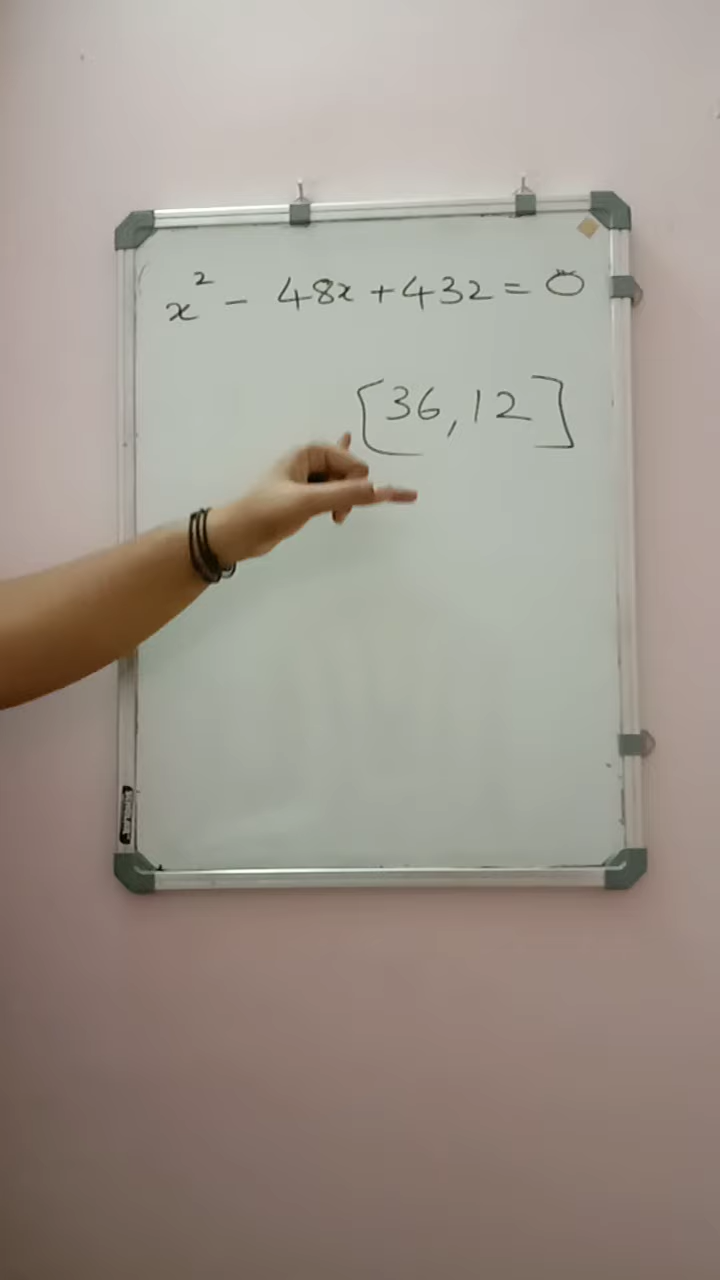 x² - 48x + 432 = 0
[36, 12]